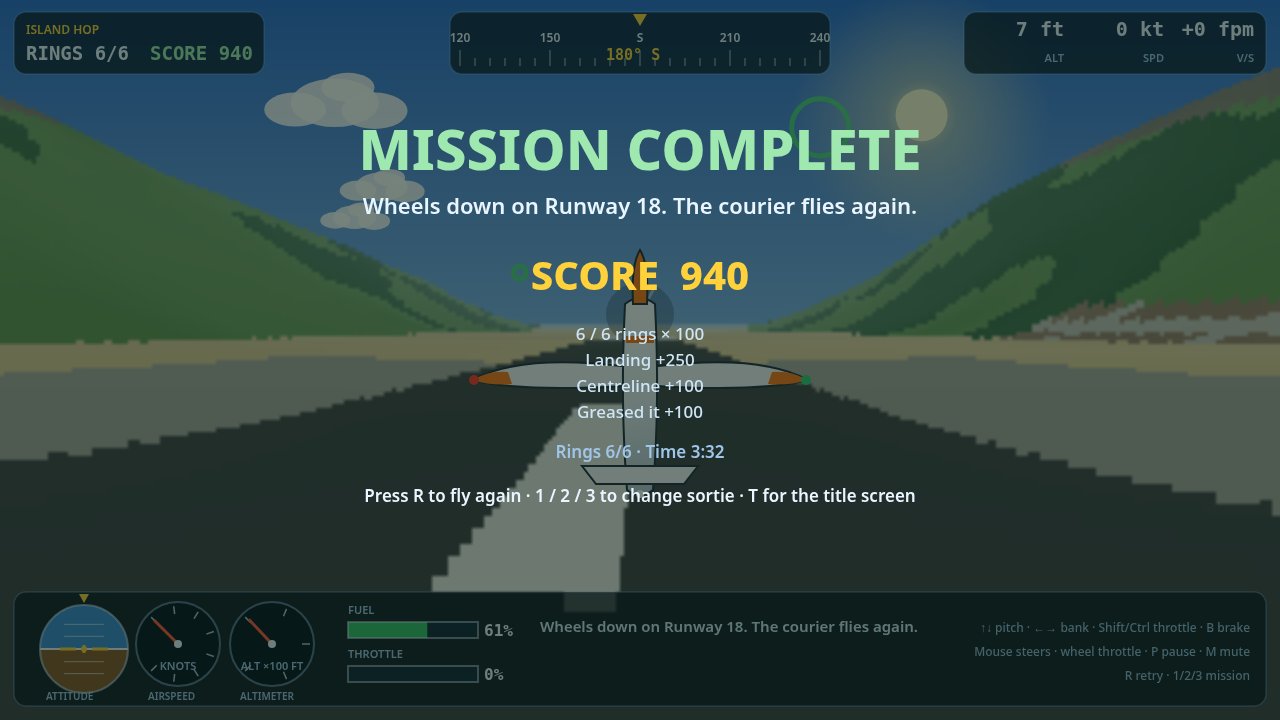 ISLAND HOP
RINGS 6/6 SCORE 940
120 150 S 210 240
180° S
7 ft 0 kt +0 fpm
ALT SPD V/S
MISSION COMPLETE
Wheels down on Runway 18. The courier flies again.
SCORE 940
6 / 6 rings × 100
Landing +250
Centreline +100
Greased it +100
Rings 6/6 · Time 3:32
Press R to fly again · 1 / 2 / 3 to change sortie · T for the title screen
KNOTS
ALT ×100 FT
ATTITUDE
AIRSPEED
ALTIMETER
FUEL
61%
THROTTLE
0%
Wheels down on Runway 18. The courier flies again.
↑↓ pitch · ←→ bank · Shift/Ctrl throttle · B brake
Mouse steers · wheel throttle · P pause · M mute
R retry · 1/2/3 mission